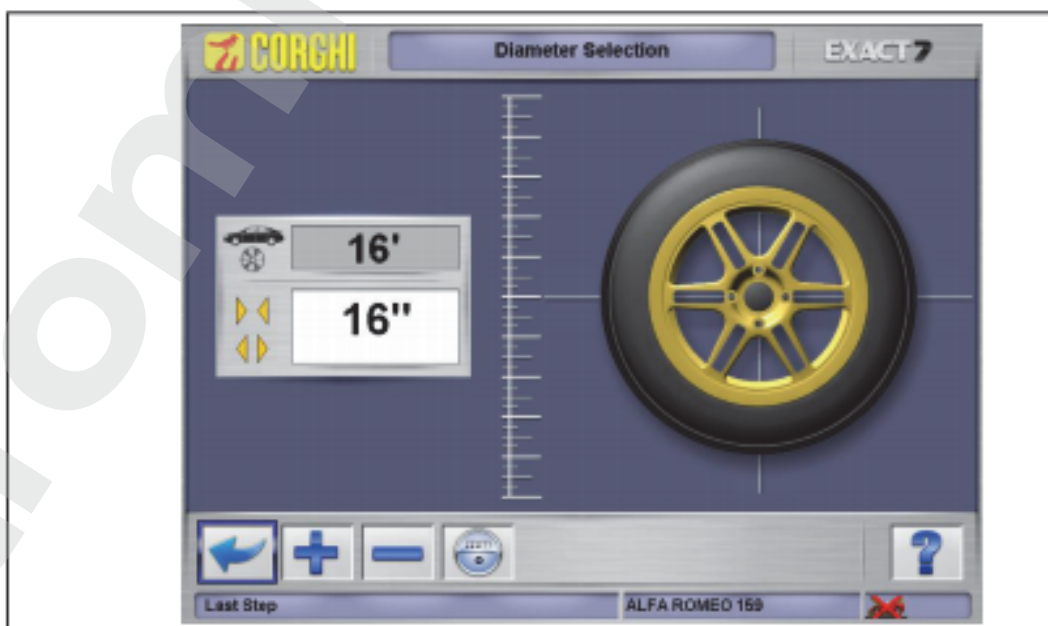 CORGHI
Diameter Selection
EXACT7
16'
16"
?
Last Step
ALFA ROMEO 159